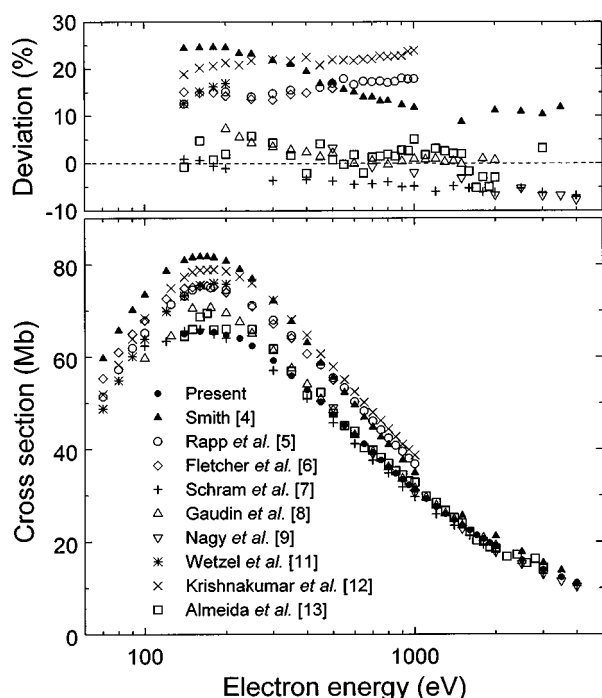 30
20
10
0
-10
Deviation (%)
80
60
40
20
0
Cross section (Mb)
Present
Smith [4]
Rapp et al. [5]
Fletcher et al. [6]
Schram et al. [7]
Gaudin et al. [8]
Nagy et al. [9]
Wetzel et al. [11]
Krishnakumar et al. [12]
Almeida et al. [13]
100
1000
Electron energy (eV)